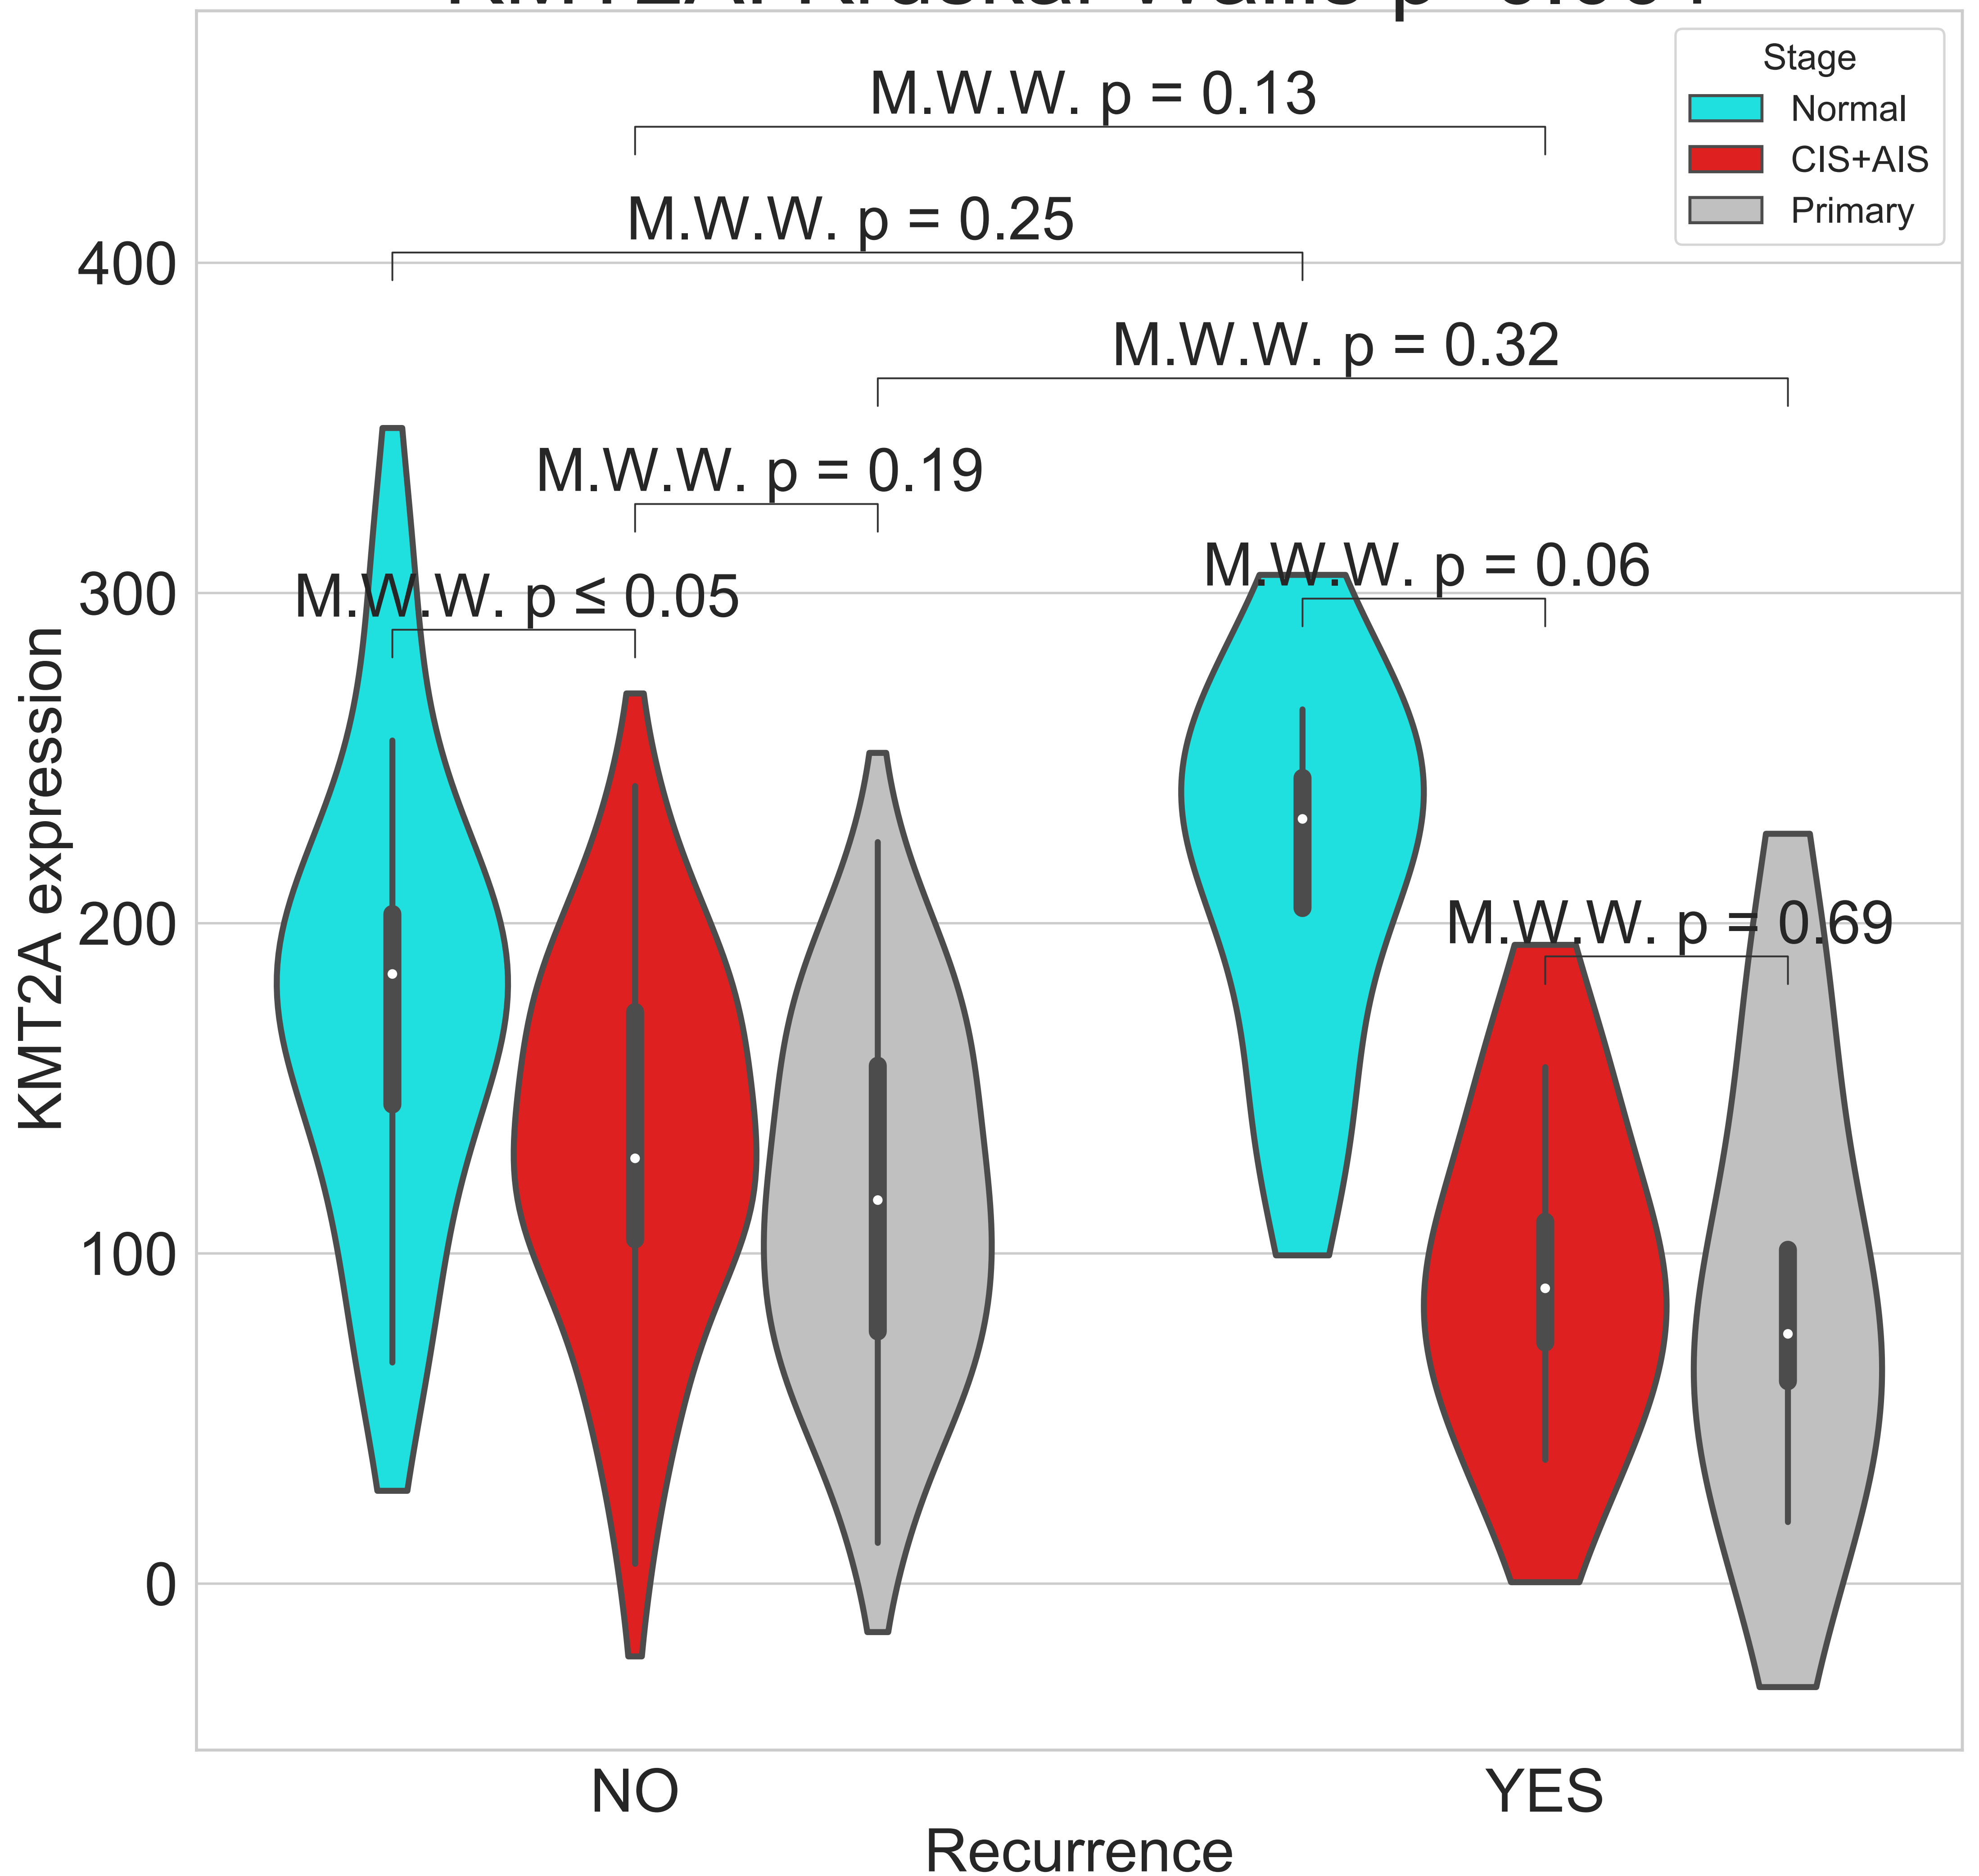 Stage
Normal
CIS+AIS
Primary
M.W.W. p = 0.13
M.W.W. p = 0.25
M.W.W. p = 0.32
M.W.W. p = 0.19
M.W.W. p ≤ 0.05
M.W.W. p = 0.06
M.W.W. p = 0.69
KMT2A expression
400
300
200
100
0
NO
YES
Recurrence